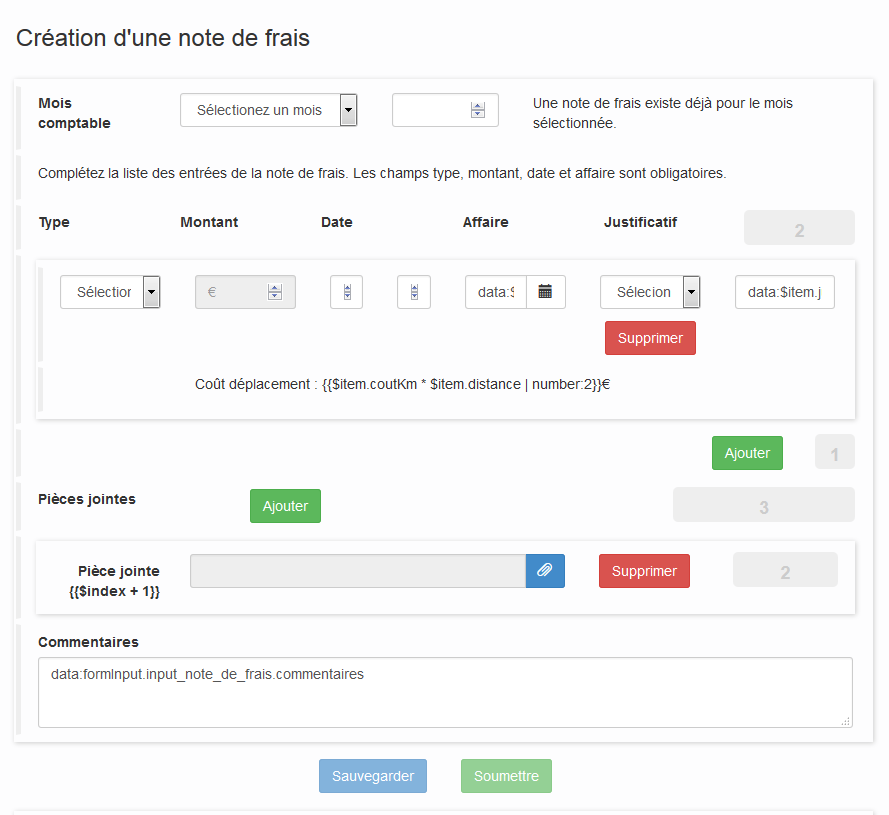 Création d'une note de frais
Mois
comptable
Sélectionez un mois
Une note de frais existe déjà pour le mois
sélectionnée.
Complétez la liste des entrées de la note de frais. Les champs type, montant, date et affaire sont obligatoires.
Type Montant Date Affaire Justificatif 2
Sélectior € data:$ Sélecion data:$item.j
Supprimer
Coût déplacement : {{$item.coutKm * $item.distance | number:2}}€
Ajouter 1
Pièces jointes Ajouter 3
Pièce jointe
{{$index + 1}}
Supprimer 2
Commentaires
data:formInput.input_note_de_frais.commentaires
Sauvegarder Soumettre